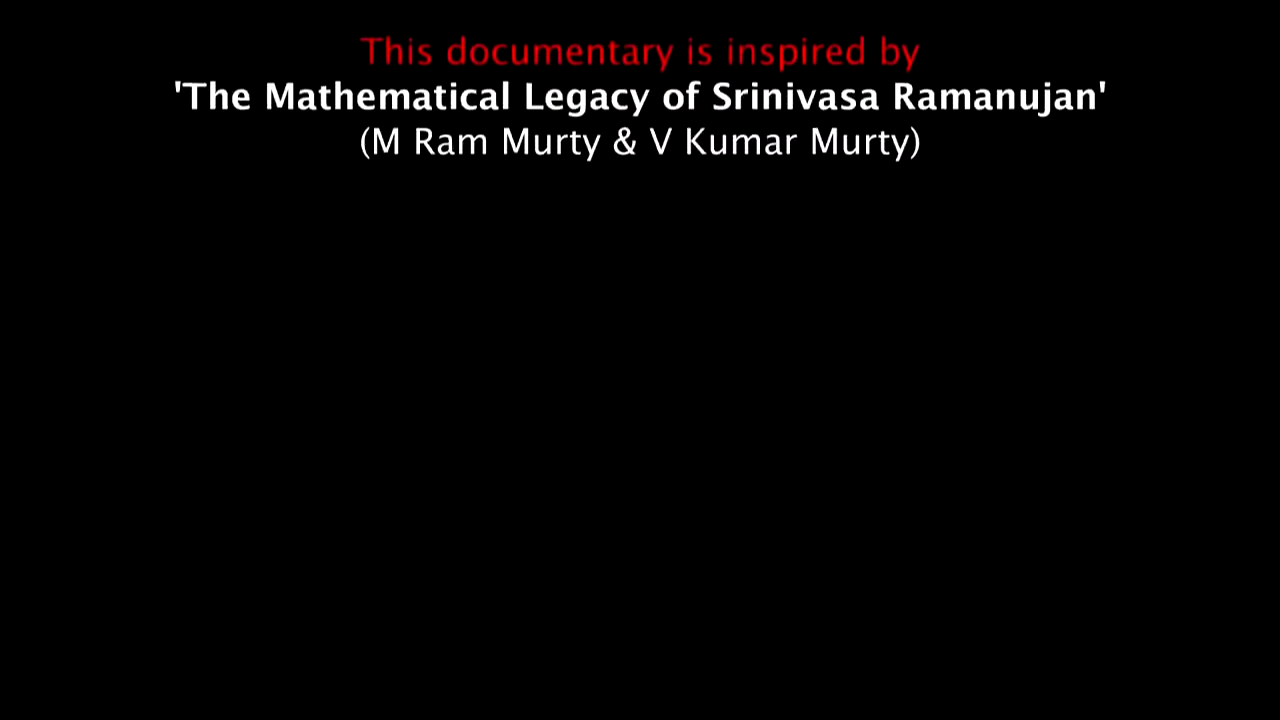 This documentary is inspired by
'The Mathematical Legacy of Srinivasa Ramanujan'
(M Ram Murty & V Kumar Murty)